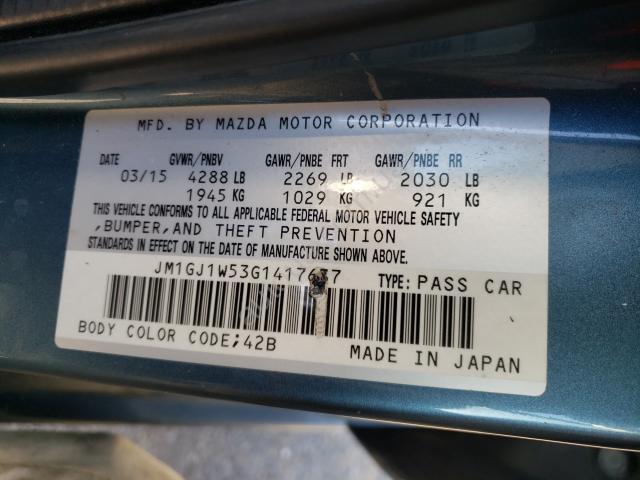 MFD. BY MAZDA MOTOR CORPORATION
DATE GVWR/PNBV GAWR/PNBE FRT GAWR/PNBE RR
03/15 4288 LB 2269 LB 2030 LB
1945 KG 1029 KG 921 KG
THIS VEHICLE CONFORMS TO ALL APPLICABLE FEDERAL MOTOR VEHICLE SAFETY
,BUMPER,AND THEFT PREVENTION
STANDARDS IN EFFECT ON THE DATE OF MANUFACTURE SHOWN ABOVE.
TYPE: PASS CAR
BODY COLOR CODE;42B
MADE IN JAPAN